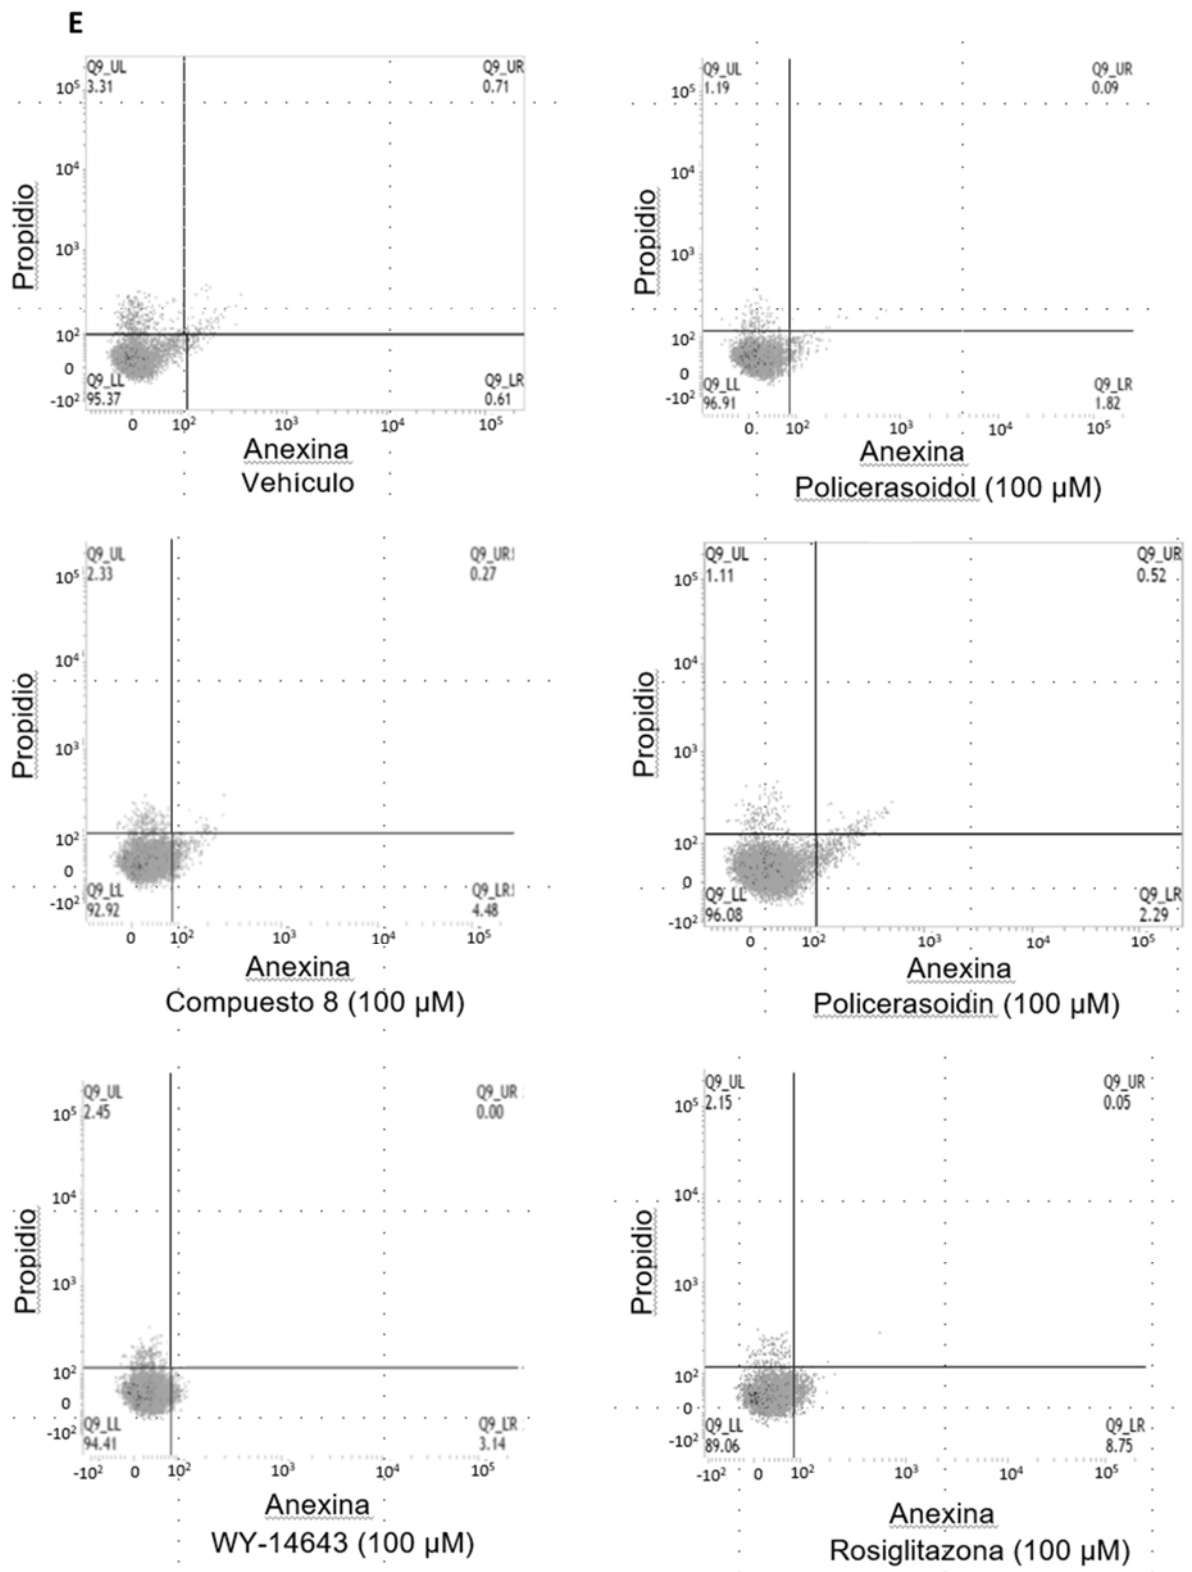 E
Q9_UL
3.31
Q9_UR
0.71
10⁵
10⁴
10³
10²
0
-10²
Propidio
Q9_LL
95.37
Q9_LR
0.61
0 10² 10³ 10⁴ 10⁵
Anexina
Vehículo
Q9_UL
1.19
Q9_UR
0.09
10⁵
10⁴
10³
10²
0
-10²
Propidio
Q9_LL
96.91
Q9_LR
1.82
0 10² 10³ 10⁴ 10⁵
Anexina
Policerasoidol (100 µM)
Q9_UL
2.33
Q9_UR
0.27
10⁵
10⁴
10³
10²
0
-10²
Propidio
Q9_LL
92.92
Q9_LR
4.48
0 10² 10³ 10⁴ 10⁵
Anexina
Compuesto 8 (100 µM)
Q9_UL
1.11
Q9_UR
0.52
10⁵
10⁴
10³
10²
0
-10²
Propidio
Q9_LL
96.08
Q9_LR
2.29
0 10² 10³ 10⁴ 10⁵
Anexina
Policerasoidin (100 µM)
Q9_UL
2.45
Q9_UR
0.00
10⁵
10⁴
10³
10²
0
-10²
Propidio
Q9_LL
94.41
Q9_LR
3.14
-10² 0 10² 10³ 10⁴ 10⁵
Anexina
WY-14643 (100 µM)
Q9_UL
2.15
Q9_UR
0.05
10⁵
10⁴
10³
10²
0
-10²
Propidio
Q9_LL
89.06
Q9_LR
8.75
-10² 0 10² 10³ 10⁴ 10⁵
Anexina
Rosiglitazona (100 µM)